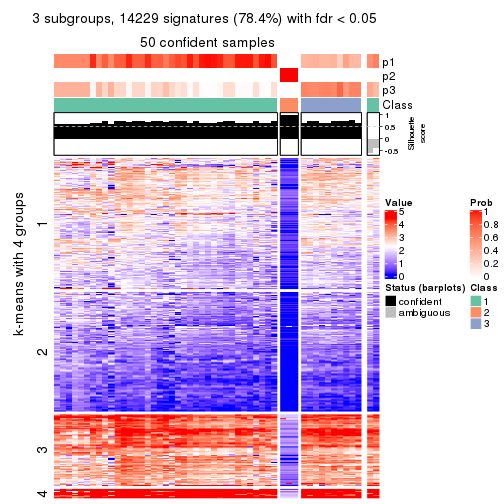 3 subgroups, 14229 signatures (78.4%) with fdr < 0.05
50 confident samples
p1
p2
p3
Class
1
0.5
0
-0.5
Silhouette
score
k-means with 4 groups
1
2
3
4
Value
5
4
3
2
1
0
Prob
1
0.8
0.6
0.4
0.2
0
Status (barplots)
confident
ambiguous
Class
1
2
3